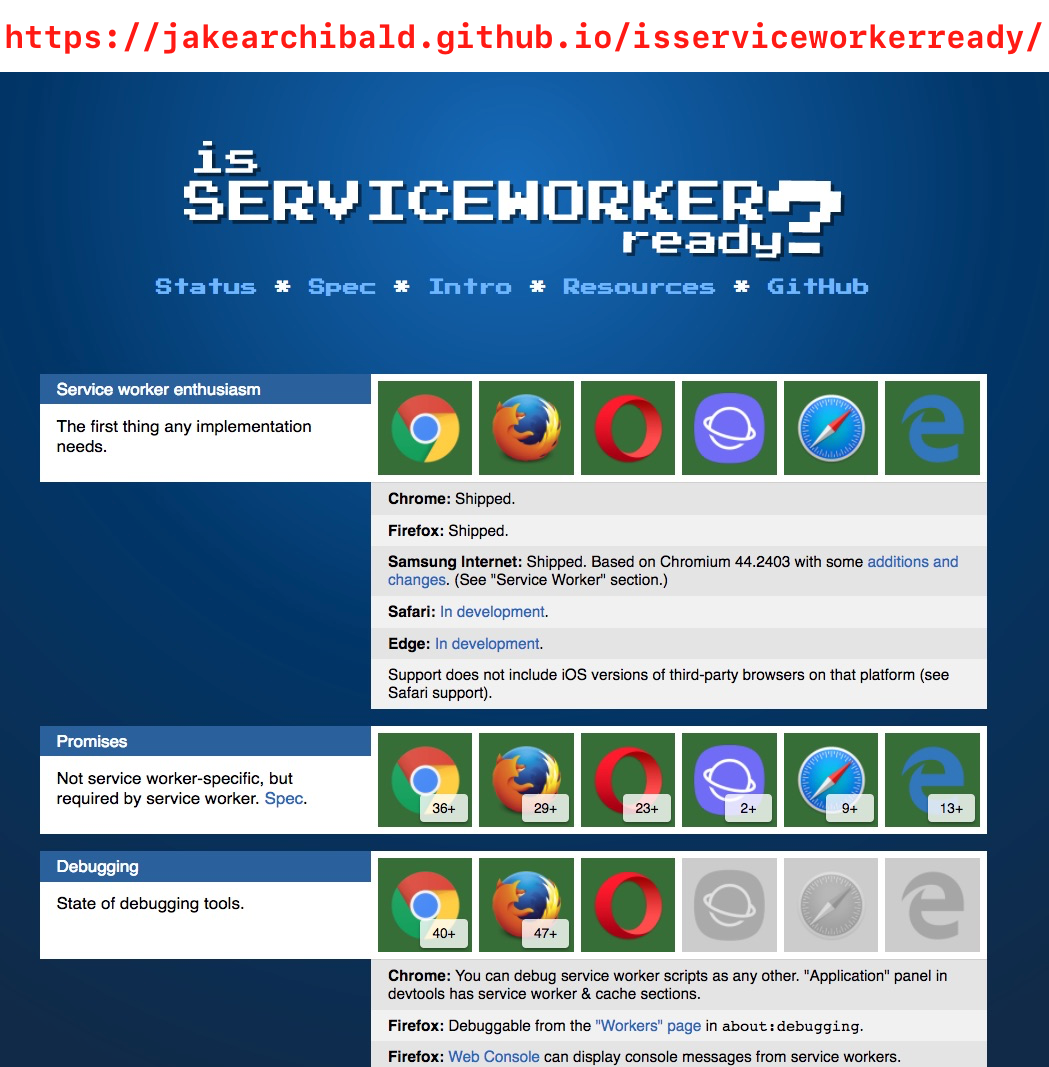 https://jakearchibald.github.io/isserviceworkerready/
is
SERVICEWORKER?
ready
Status * Spec * Intro * Resources * GitHub
Service worker enthusiasm
The first thing any implementation
needs.
Chrome: Shipped.
Firefox: Shipped.
Samsung Internet: Shipped. Based on Chromium 44.2403 with some additions and
changes. (See "Service Worker" section.)
Safari: In development.
Edge: In development.
Support does not include iOS versions of third-party browsers on that platform (see
Safari support).
Promises
Not service worker-specific, but
required by service worker. Spec.
36+ 29+ 23+ 2+ 9+ 13+
Debugging
State of debugging tools.
40+ 47+
Chrome: You can debug service worker scripts as any other. "Application" panel in
devtools has service worker & cache sections.
Firefox: Debuggable from the "Workers" page in about:debugging.
Firefox: Web Console can display console messages from service workers.